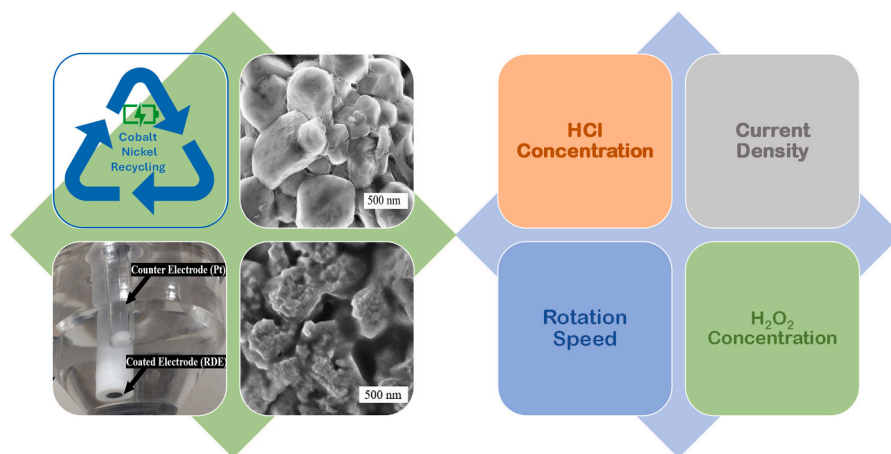 Cobalt
Nickel
Recycling
500 nm
Counter Electrode (Pt)
Coated Electrode (RDE)
500 nm
HCl
Concentration
Current
Density
Rotation
Speed
H₂O₂
Concentration